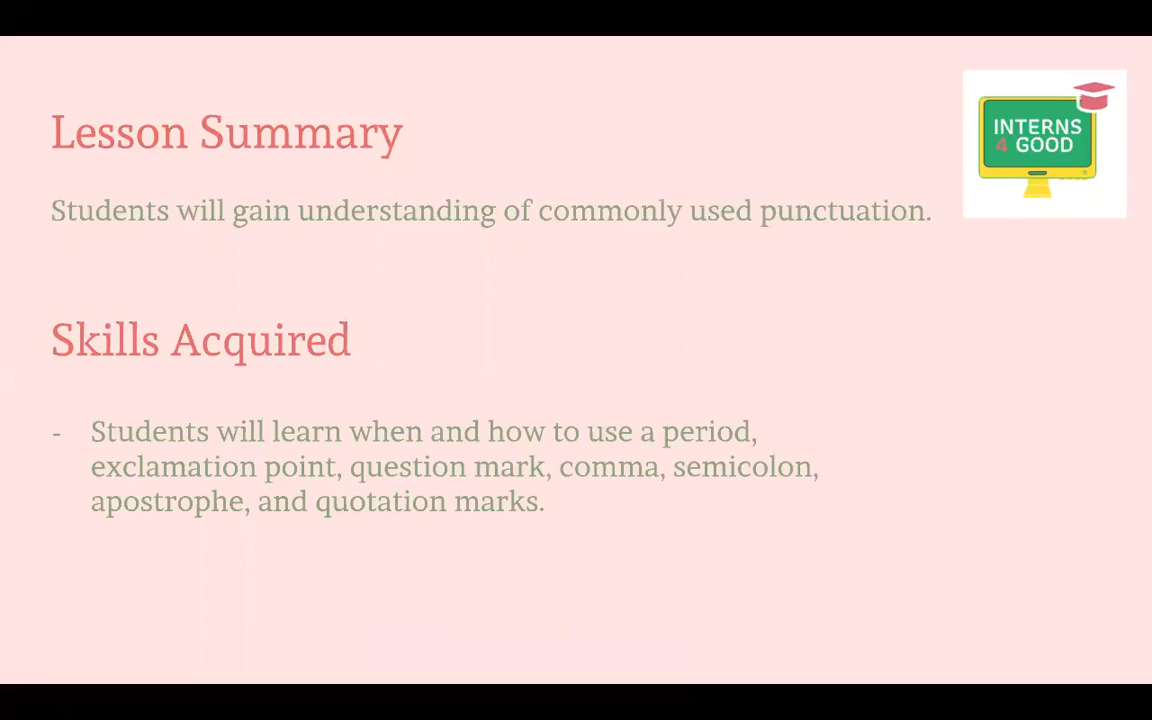 Lesson Summary
INTERNS
4 GOOD
Students will gain understanding of commonly used punctuation.
Skills Acquired
- Students will learn when and how to use a period,
exclamation point, question mark, comma, semicolon,
apostrophe, and quotation marks.